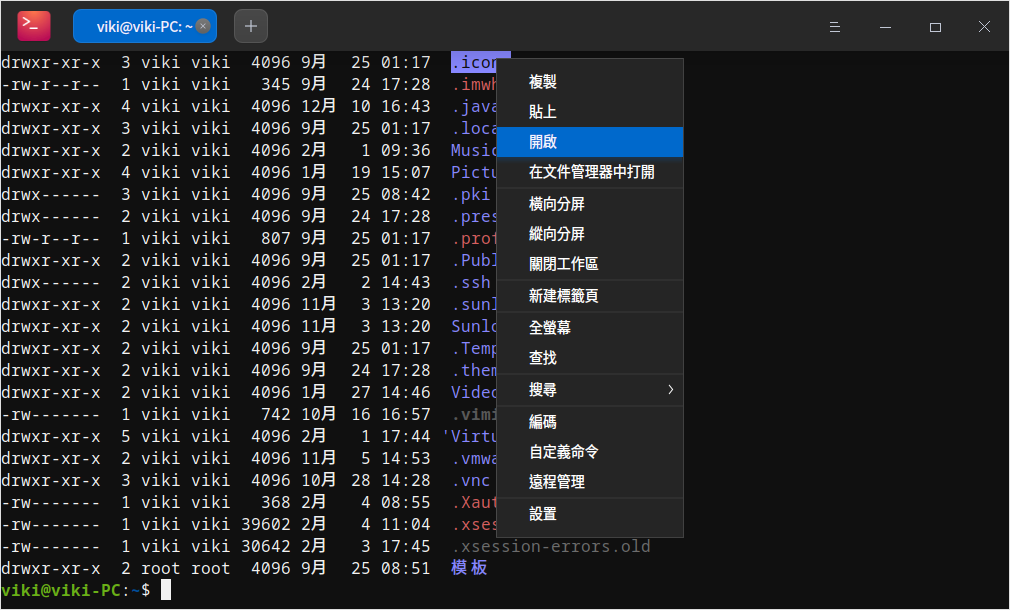 viki@viki-PC: ~
drwxr-xr-x 3 viki viki 4096 9月 25 01:17 .icon
-rw-r--r-- 1 viki viki 345 9月 24 17:28 .imwh
drwxr-xr-x 4 viki viki 4096 12月 10 16:43 .java
drwxr-xr-x 3 viki viki 4096 9月 25 01:17 .loca
drwxr-xr-x 2 viki viki 4096 2月 1 09:36 Music
drwxr-xr-x 4 viki viki 4096 1月 19 15:07 Pictu
drwx------ 3 viki viki 4096 9月 25 08:42 .pki
drwx------ 2 viki viki 4096 9月 24 17:28 .pres
-rw-r--r-- 1 viki viki 807 9月 25 01:17 .prof
drwxr-xr-x 2 viki viki 4096 9月 25 01:17 .Publ
drwx------ 2 viki viki 4096 2月 2 14:43 .ssh
drwxr-xr-x 2 viki viki 4096 11月 3 13:20 .sunl
drwxr-xr-x 2 viki viki 4096 11月 3 13:20 Sunlo
drwxr-xr-x 2 viki viki 4096 9月 25 01:17 .Temp
drwxr-xr-x 2 viki viki 4096 9月 24 17:28 .them
drwxr-xr-x 2 viki viki 4096 1月 27 14:46 Video
-rw------- 1 viki viki 742 10月 16 16:57 .vimi
drwxr-xr-x 5 viki viki 4096 2月 1 17:44 'Virtu
drwxr-xr-x 2 viki viki 4096 11月 5 14:53 .vmwa
drwxr-xr-x 3 viki viki 4096 10月 28 14:28 .vnc
-rw------- 1 viki viki 368 2月 4 08:55 .Xaut
-rw------- 1 viki viki 39602 2月 4 11:04 .xses
-rw------- 1 viki viki 30642 2月 3 17:45 .xsession-errors.old
drwxr-xr-x 2 root root 4096 9月 25 08:51 模板
viki@viki-PC:~$
複製
貼上
開啟
在文件管理器中打開
橫向分屏
縱向分屏
關閉工作區
新建標籤頁
全螢幕
查找
搜尋
編碼
自定義命令
遠程管理
設置